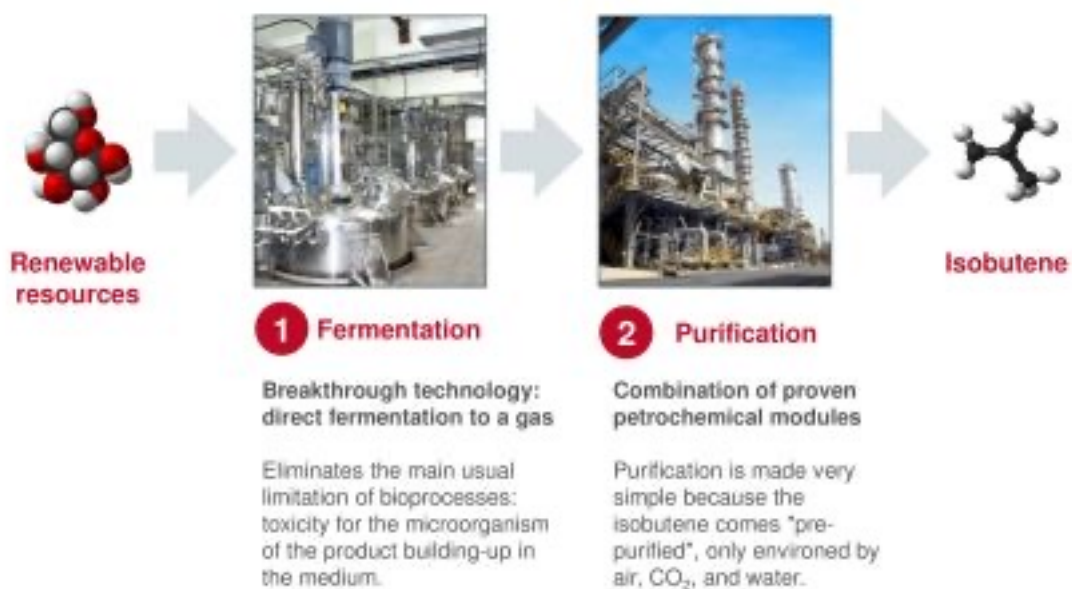 Renewable
resources
Isobutene
1 Fermentation
Breakthrough technology:
direct fermentation to a gas
Eliminates the main usual
limitation of bioprocesses:
toxicity for the microorganism
of the product building-up in
the medium.
2 Purification
Combination of proven
petrochemical modules
Purification is made very
simple because the
isobutene comes "pre-
purified", only environed by
air, CO₂, and water.